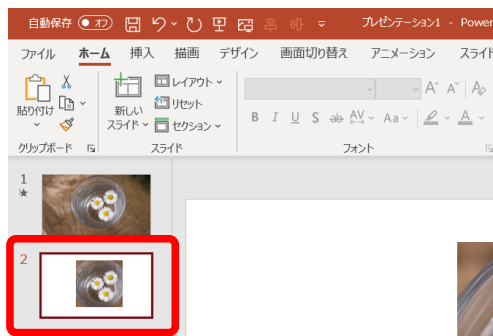 自動保存 オフ プレゼンテーション1 - Power
ファイル ホーム 挿入 描画 デザイン 画面切り替え アニメーション スライド
貼り付け
新しい
スライド
レイアウト
リセット
セクション
B I U S ab AV Aa A
A A A
クリップボード スライド フォント
1
2